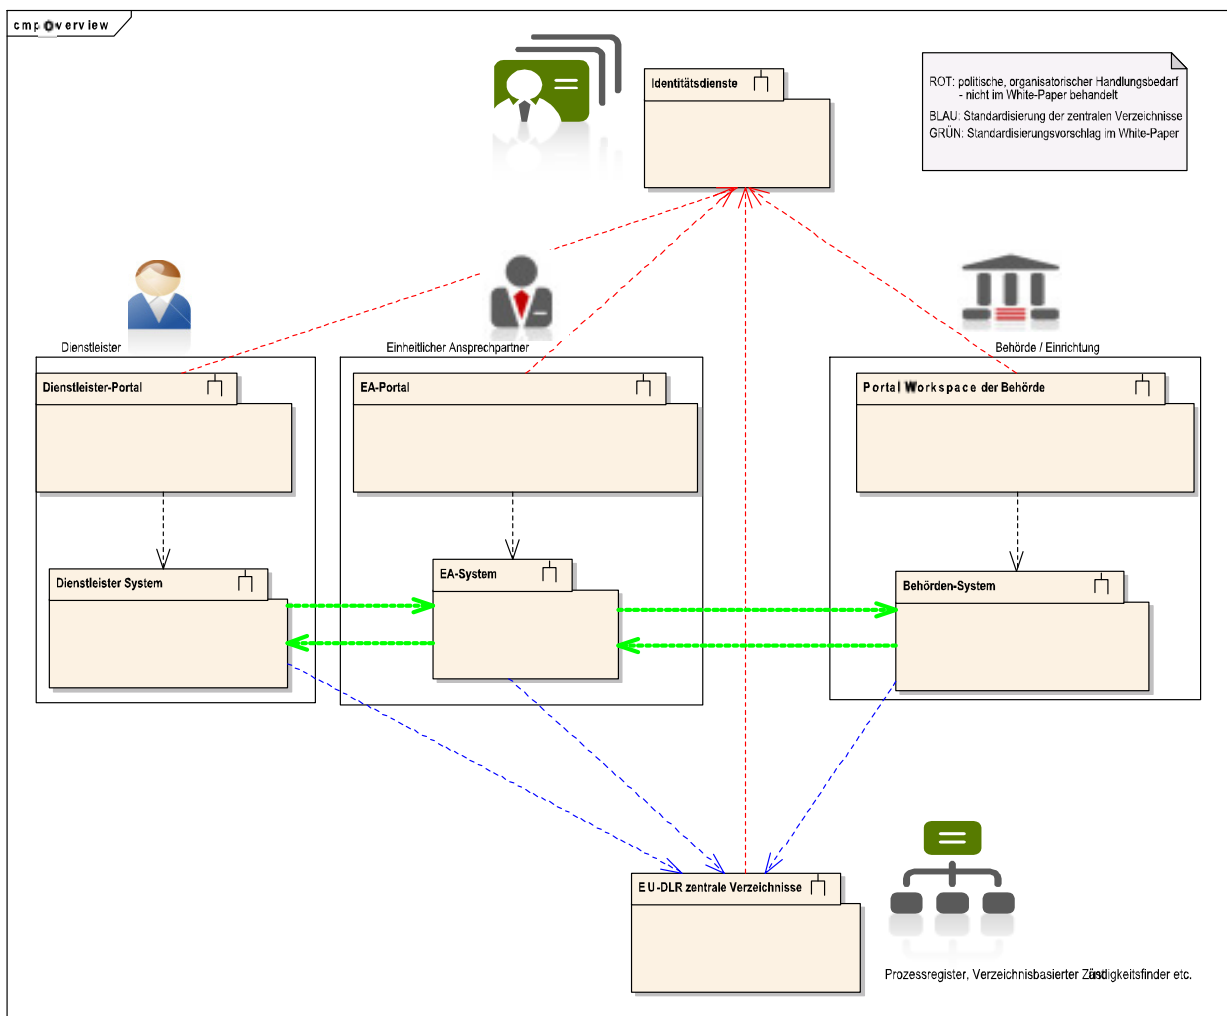 cmp Overview
Identitätsdienste
ROT: politische, organisatorischer Handlungsbedarf
- nicht im White-Paper behandelt
BLAU: Standardisierung der zentralen Verzeichnisse
GRÜN: Standardisierungsvorschlag im White-Paper
Dienstleister
Einheitlicher Ansprechpartner
Behörde / Einrichtung
Dienstleister-Portal
EA-Portal
Portal Workspace der Behörde
Dienstleister System
EA-System
Behörden-System
EU-DLR zentrale Verzeichnisse
Prozessregister, Verzeichnisbasierter etc.